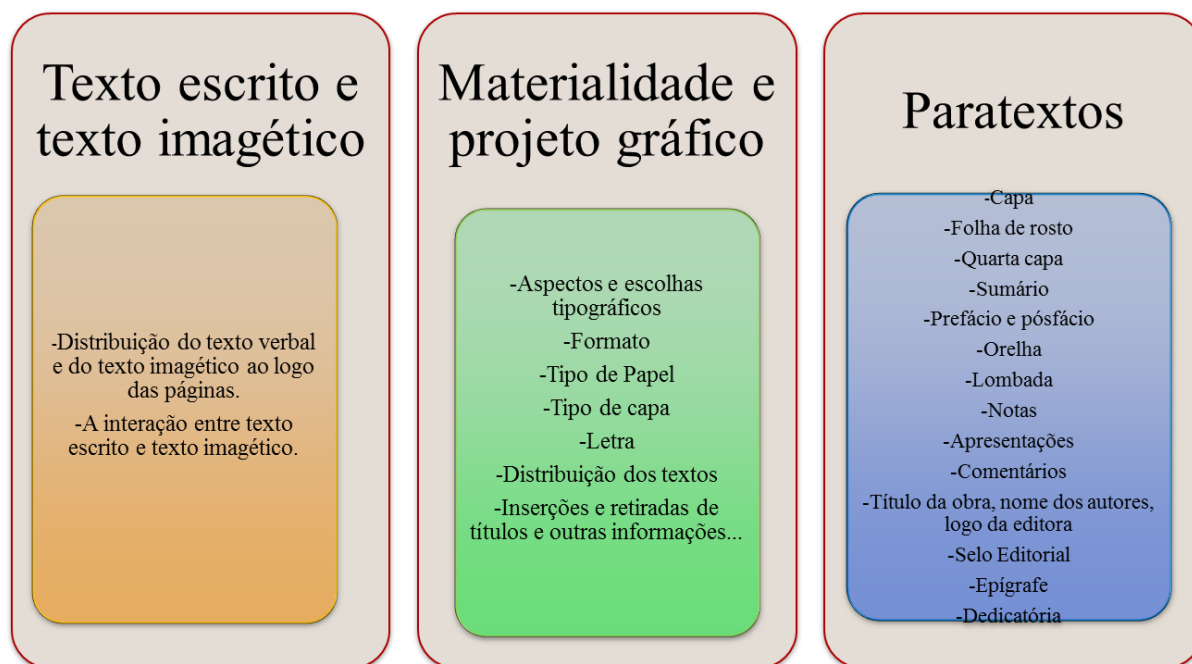 Texto escrito e
texto imagético
-Distribuição do texto verbal
e do texto imagético ao logo
das páginas.
-A interação entre texto
escrito e texto imagético.
Materialidade e
projeto gráfico
-Aspectos e escolhas
tipográficos
-Formato
-Tipo de Papel
-Tipo de capa
-Letra
-Distribuição dos textos
-Inserções e retiradas de
títulos e outras informações...
Paratextos
-Capa
-Folha de rosto
-Quarta capa
-Sumário
-Prefácio e pósfácio
-Orelha
-Lombada
-Notas
-Apresentações
-Comentários
-Título da obra, nome dos autores,
logo da editora
-Selo Editorial
-Epígrafe
-Dedicatória